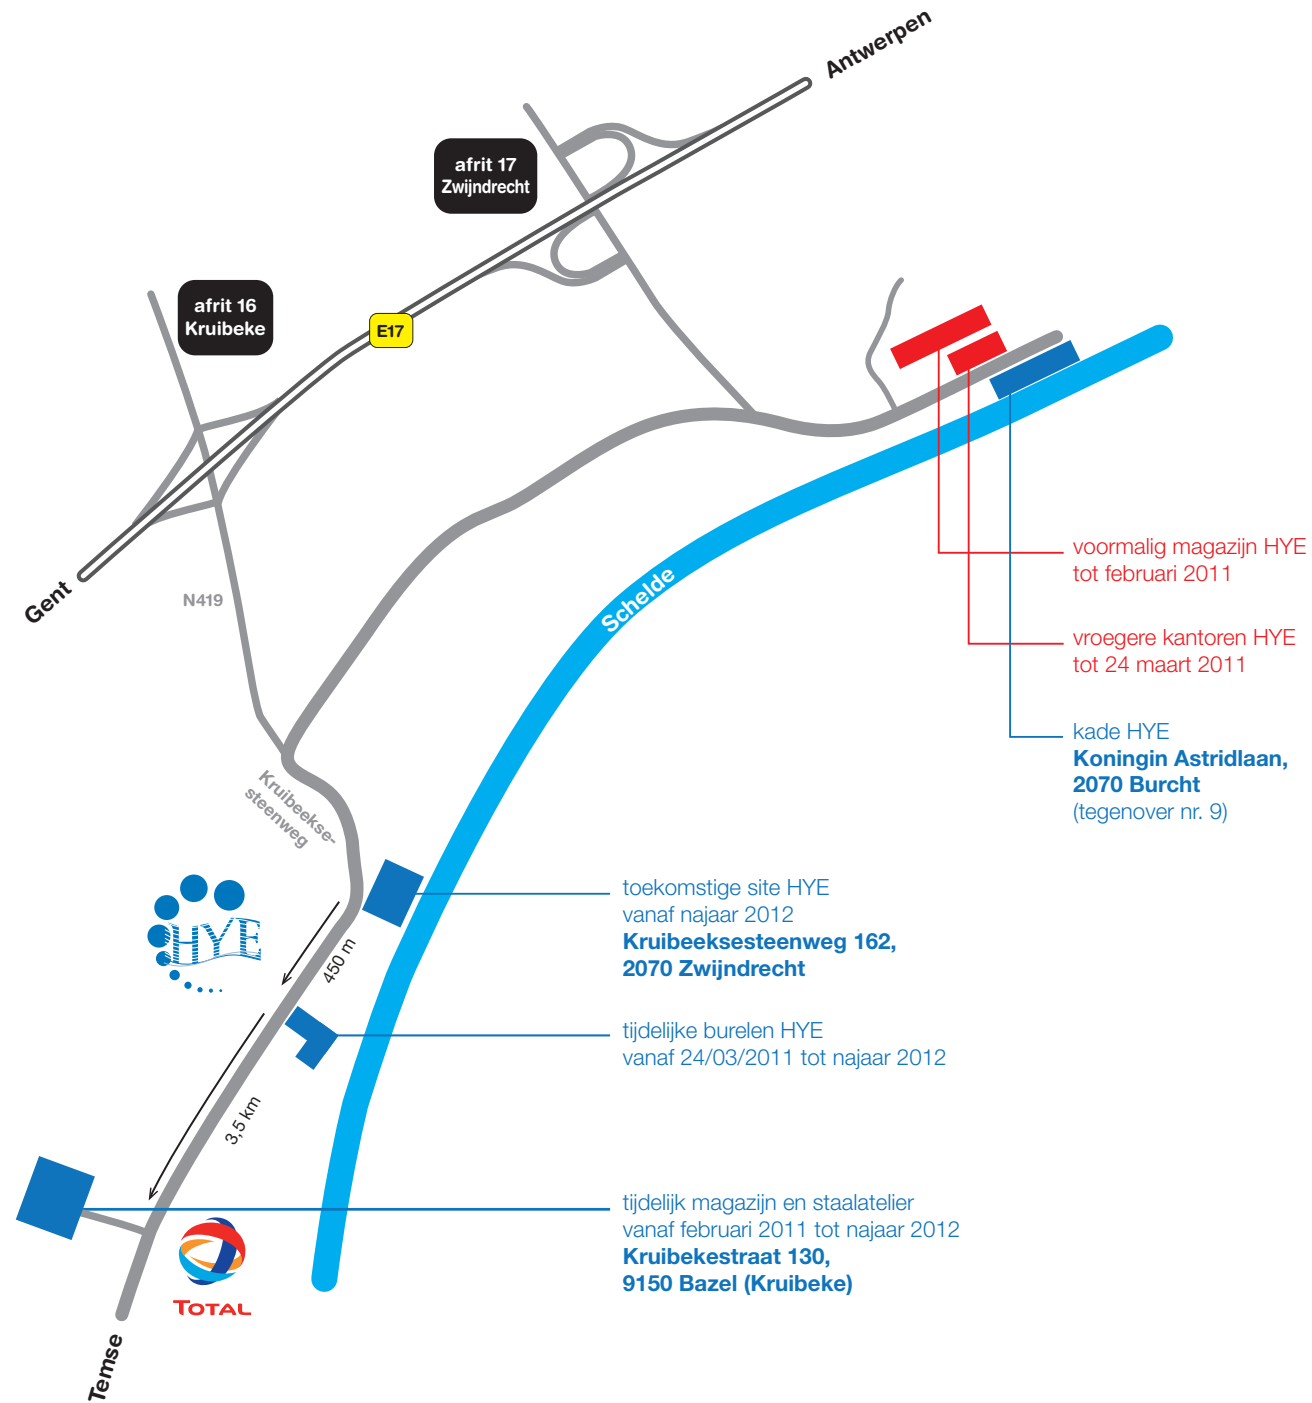 Antwerpen
afrit 17
Zwijndrecht
afrit 16
Kruibeke
E17
Gent
N419
Schelde
voormalig magazijn HYE
tot februari 2011
vroegere kantoren HYE
tot 24 maart 2011
kade HYE
Koningin Astridlaan,
2070 Burcht
(tegenover nr. 9)
Kruibeekse-
steenweg
HYE
450 m
toekomstige site HYE
vanaf najaar 2012
Kruibeeksesteenweg 162,
2070 Zwijndrecht
tijdelijke burelen HYE
vanaf 24/03/2011 tot najaar 2012
3,5 km
tijdelijk magazijn en staalatelier
vanaf februari 2011 tot najaar 2012
Kruibekestraat 130,
9150 Bazel (Kruibeke)
TOTAL
Temse